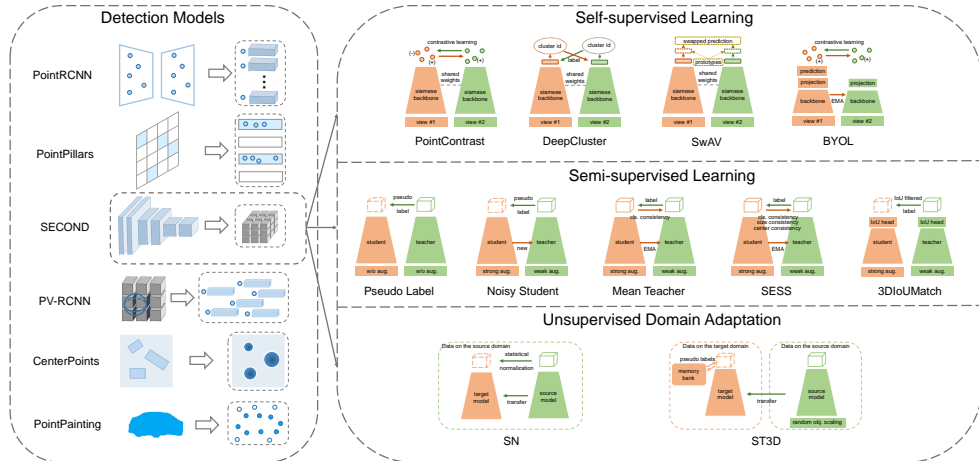 Detection Models
PointRCNN
PointPillars
SECOND
PV-RCNN
CenterPoints
PointPainting
Self-supervised Learning
contrastive learning
(-)
(+)
(+)
shared
weights
siamese
backbone
siamese
backbone
view #1
view #2
PointContrast
cluster id
cluster id
label
shared
weights
siamese
backbone
siamese
backbone
view #1
view #2
DeepCluster
swapped prediction
prototypes
shared
weights
siamese
backbone
siamese
backbone
view #1
view #2
SwAV
contrastive learning
(-)
(+)
(+)
prediction
projection
projection
backbone
backbone
EMA
view #1
view #2
BYOL
Semi-supervised Learning
pseudo
label
student
teacher
w/o aug.
w/o aug.
Pseudo Label
pseudo
label
student
teacher
new
strong aug.
weak aug.
Noisy Student
label
cls. consistency
student
teacher
EMA
strong aug.
weak aug.
Mean Teacher
label
cls. consistency
size consistency
center consistency
student
teacher
EMA
strong aug.
weak aug.
SESS
IoU filtered
label
IoU head
IoU head
student
teacher
strong aug.
weak aug.
3DIoUMatch
Unsupervised Domain Adaptation
Data on the source domain
statistical
normalization
target
model
source
model
transfer
SN
Data on the target domain
Data on the source domain
pseudo labels
memory
bank
target
model
source
model
transfer
random obj. scaling
ST3D